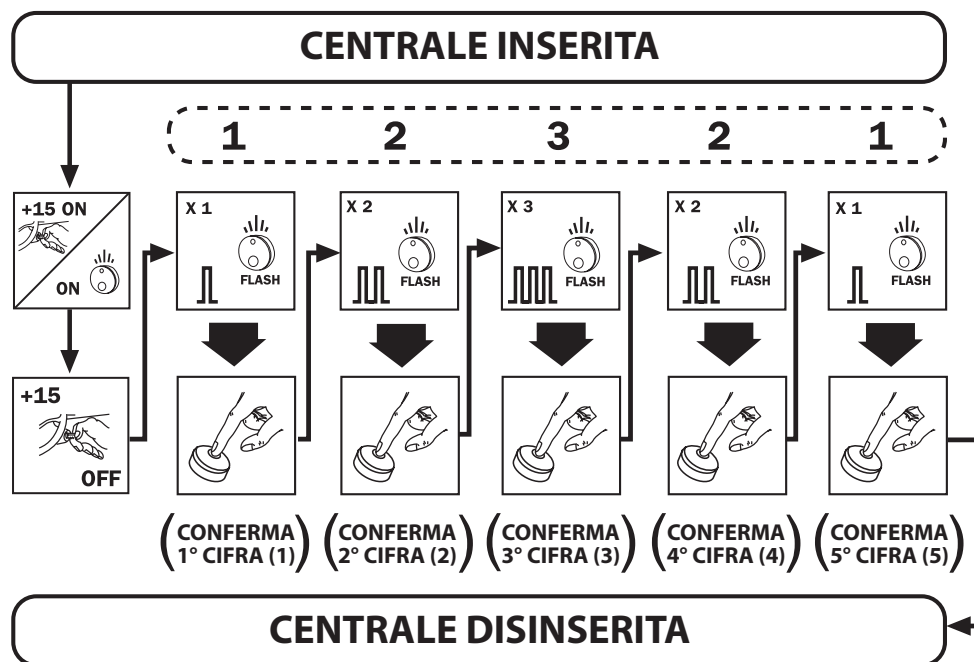 CENTRALE INSERITA
1 2 3 2 1
+15 ON
ON
X 1
FLASH
X 2
FLASH
X 3
FLASH
X 2
FLASH
X 1
FLASH
+15
OFF
(CONFERMA
1° CIFRA (1))
(CONFERMA
2° CIFRA (2))
(CONFERMA
3° CIFRA (3))
(CONFERMA
4° CIFRA (4))
(CONFERMA
5° CIFRA (5))
CENTRALE DISINSERITA